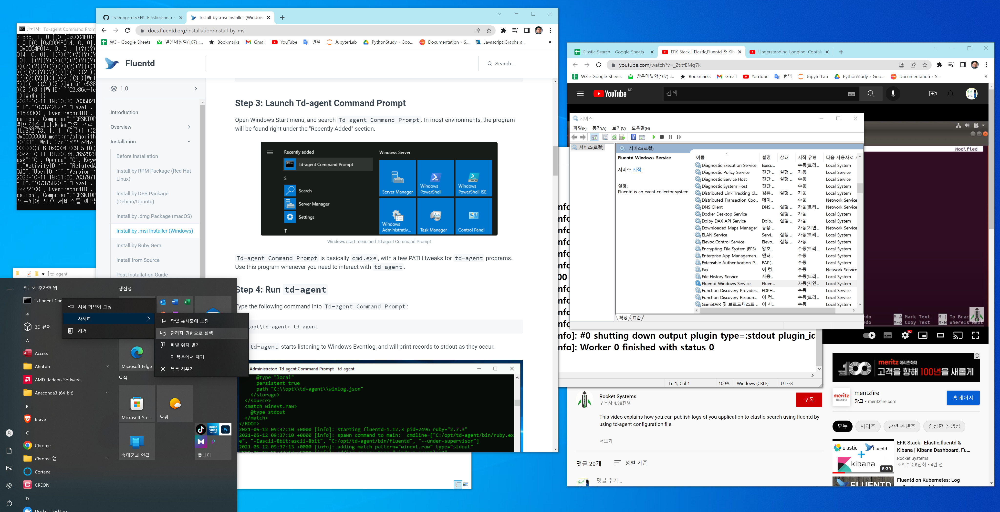 관리자: Td-agent Command Prom
3f83c, 1, 0 [(0 [0xC004F014
, 0 [(0 [0xC004F014, 0, 0],
[0xC004F014, 0, 0], [(?)(?)
014, 0, 0], [(?)(?)(?)(?)(?
0], [(?)(?)(?)(?)(?)(?)(?)
?)(?)(?)(?)(?)(?)(?)])(1
)(?)(?)(?)(?)(?)])(1 )(2 )(
(?)(?)(?)])(1 )(2 )(3 )]₩n1
?)])(1 )(2 )(3 )]₩n15: e538
)(2 )(3 )]₩n16: ff02e86c-fe
)]₩n₩n"]}
2022-10-11 19:30:30.7035821
tID":"1073742827","Level":"
61583300","EventRecordID":"
cation","Computer":"DESKTOP
확인했습니다.₩r₩n응용 프로그
1bd872173, 1, 1 [(0 )(1 )(2
0x00000000 msft:rm/algorith
70663","₩n1: 3ad61e22-e4fe-
000000)( 6 0xC004F009 5 0)(
2022-10-11 19:30:36.7652929
ask":"0","Opcode":"0","Keyw
","ActivityID":"","RelatedA
OJO","UserID":"","Version":
2022-10-11 19:31:00.7037971
tID":"1073758208","Level":"
32272100","EventRecordID":"
cation","Computer":"DESKTOP
프트웨어 보호 서비스를 예약
JSJeong-me/EFK: Elasticsearch
Install by .msi Installer (Window
docs.fluentd.org/installation/install-by-msi
W3 - Google Sheets
받은메일함(107) :...
Bookmarks
Gmail
YouTube
번역
JupyterLab
PythonStudy - Goo...
Documentation - S...
Javascript Graphs a...
»
Fluentd
Search...
1.0
Introduction
Overview
Installation
Before Installation
Install by RPM Package (Red Hat
Linux)
Install by DEB Package
(Debian/Ubuntu)
Install by .dmg Package (macOS)
Install by .msi Installer (Windows)
Install by Ruby Gem
Install from Source
Post Installation Guide
Step 3: Launch Td-agent Command Prompt
Open Windows Start menu, and search Td-agent Command Prompt. In most environments, the program
will be found right under the "Recently Added" section.
Recently added
Td-agent Command Prompt
S
Search
Server Manager
Settings
T
Windows Server
Server Manager
Windows
PowerShell
Windows
PowerShell ISE
Windows
Administrativ...
Task Manager
Control Panel
Windows start menu and Td-agent Command Prompt
Td-agent Command Prompt is basically cmd.exe, with a few PATH tweaks for td-agent programs.
Use this program whenever you need to interact with td-agent.
Step 4: Run td-agent
Type the following command into Td-agent Command Prompt:
\opt\td-agent> td-agent
td-agent starts listening to Windows Eventlog, and will print records to stdout as they occur.
Administrator: Td-agent Command Prompt - td-agent
@type "local"
persistent true
path "C:\\opt\\td-agent\\winlog.json"
</storage>
</source>
<match winevt.raw>
@type stdout
</match>
</ROOT>
2021-05-12 09:37:10 +0000 [info]: starting fluentd-1.12.3 pid=2496 ruby="2.7.3"
2021-05-12 09:37:10 +0000 [info]: spawn command to main: cmdline=["C:/opt/td-agent/bin/ruby.ex
e", "-Eascii-8bit:ascii-8bit", "C:/opt/td-agent/bin/fluentd", "--under-supervisor"]
2021-05-12 09:37:13 +0000 [info]: adding match pattern="winevt.raw" type="stdout"
td-agent
최근에 추가한 앱
Td-agent Cor
#
3D 뷰어
A
Access
AhnLab
AMD Radeon Software
Anaconda3 (64-bit)
B
Brave
C
Chrome
Chrome 앱
Cortana
CREON
D
Docker Desktop
시작 화면에 고정
자세히
제거
작업 표시줄에 고정
관리자 권한으로 실행
파일 위치 열기
이 목록에서 제거
목록 지우기
생산성
Microsoft Edge
탐색
Microsoft Sto...
날씨
휴대폰과 연결
prime
video
Ps
플레이
Elastic Search - Google Sheets
EFK Stack | Elastic,Fluentd & Kib
Understanding Logging: Contain
youtube.com/watch?v=_2titfEMq7k
W3 - Google Sheets
받은메일함(107) :...
Bookmarks
Gmail
YouTube
번역
JupyterLab
PythonStudy - Goo...
Documentation - S...
»
YouTube KR
검색
서비스
파일(F) 동작(A) 보기(V) 도움말(H)
서비스(로컬)
서비스(로컬)
Fluentd Windows Service
서비스 시작
설명:
Fluentd is an event collector system.
이름 설명 상태 시작 유형 다음 사용자로
Diagnostic Execution Service Execu... 수동(트리... Local System
Diagnostic Policy Service 진단 ... 실행 ... 자동 Local Service
Diagnostic Service Host 진단 ... 실행 ... 수동 Local Service
Diagnostic System Host 진단 ... 수동 Local System
Distributed Link Tracking Cl... 컴퓨... 실행 ... 자동 Local System
Distributed Transaction Coo... 데이... 수동 Network Service
DNS Client DNS ... 실행 ... 자동(트리... Network Service
Docker Desktop Service 실행 ... 자동 Local System
Dolby DAX API Service Dolb... 실행 ... 자동 Local System
Downloaded Maps Manager 응용 ... 자동(지연... Network Service
ELAN Service Servi... 실행 ... 자동(트리... Local System
Elevoc Control Service Elevo... 실행 ... 자동(트리... Local System
Encrypting File System (EFS) 암호... 수동(트리... Local System
Enterprise App Managemen... 엔터... 수동 Local System
Extensible Authentication P... EAP(... 수동 Local System
Fax 이 컴... 수동 Network Service
File History Service 사용... 수동(트리... Local System
Fluentd Windows Service Fluen... 자동(지연... Local System
Function Discovery Provider... FDPH... 수동 Local Service
Function Discovery Resourc... 이 컴... 수동(트리... Local Service
GameDVR 및 브로드캐스트 ... 이 사... 수동 Local System
확장 표준
Modified
ndo M-A Mark Text M-] To Brac
edo M-6 Copy Text M-W WhereIs Next
nfo
nfo
nfo
nfo
nfo
nfo
00
nfo
nfo
nfo
nfo
nfo]: #0 shutting down output plugin type=:stdout plugin_id
nfo]: Worker 0 finished with status 0
Ln 1, Col 1
100%
Windows (CRLF)
UTF-8
HD
Rocket Systems
구독자 4.38천명
구독
This video explains how you can publish logs of you application to elastic search using fluentd by
using td-agent configuration file.
더보기
댓글 29개
정렬 기준
댓글 추가...
100 meritz 메리츠화재
고객을 향해 100년을 새롭게
meritz
메리츠화재
meritzfire
광고 · meritzfire.com
홈페이지
모두
시리즈
관련 콘텐츠
감상한 동영상
elastic
fluentd
kibana
5:39
EFK Stack | Elastic,fluentd &
Kibana | Kibana Dashboard, Fu...
Rocket Systems
조회수 2.8천회 • 4년 전
FLUENTD
Fluentd on Kubernetes: Log